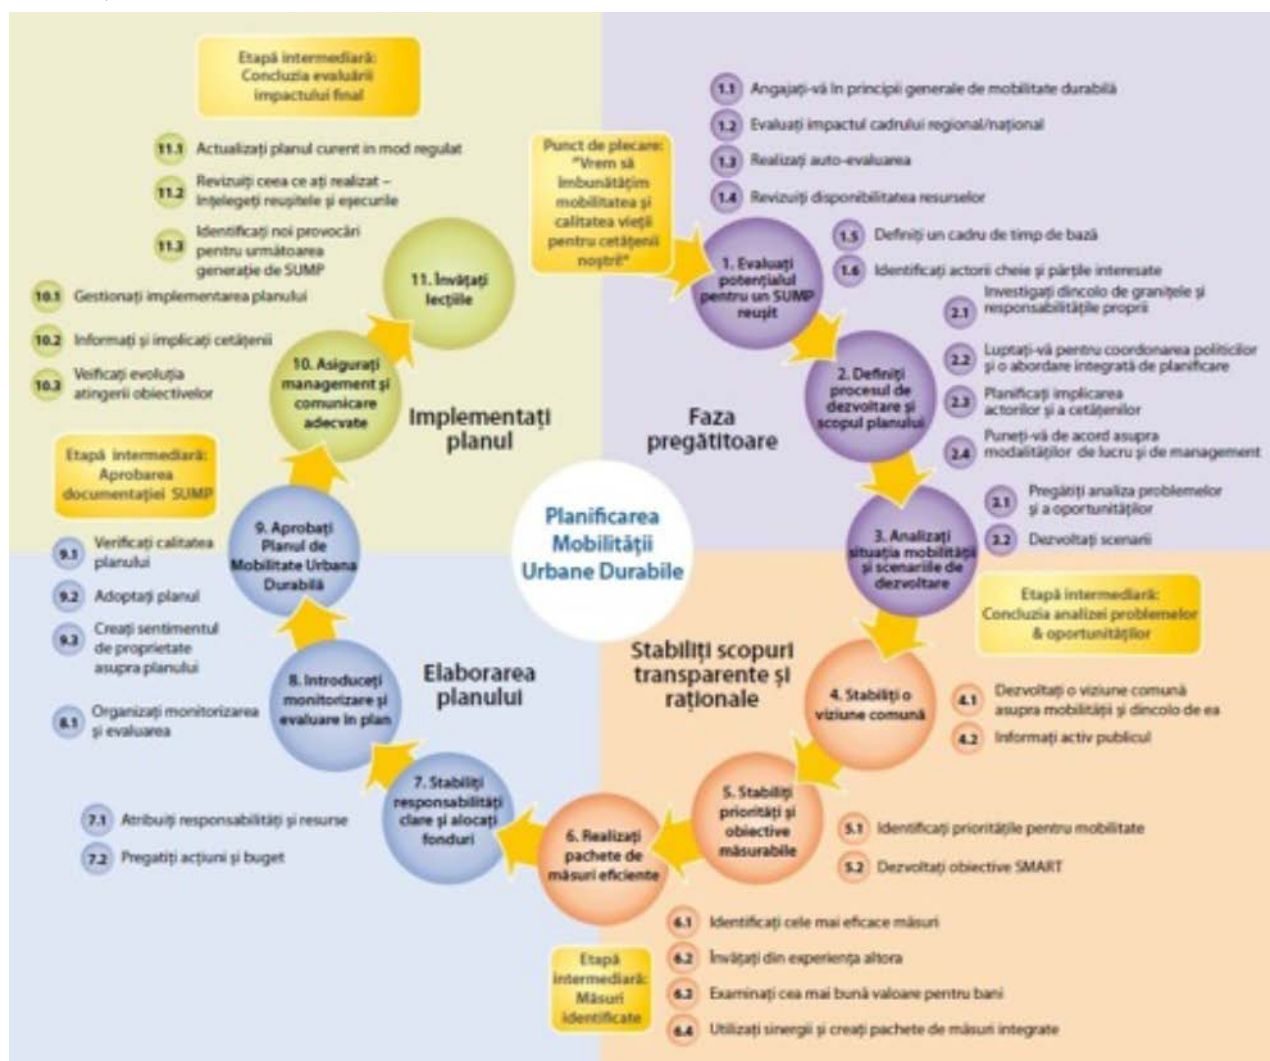 Punct de plecare:
"Vrem să
îmbunătățim
mobilitatea și
calitatea vieții
pentru cetățenii
noștri!"
1. Evaluați
potențialul
pentru un SUMP
reușit
1.1 Angajați-vă în principii generale de mobilitate durabilă
1.2 Evaluați impactul cadrului regional/național
1.3 Realizați auto-evaluarea
1.4 Revizuiți disponibilitatea resurselor
1.5 Definiți un cadru de timp de bază
1.6 Identificați actorii cheie și părțile interesate
2. Definiți
procesul de
dezvoltare și
scopul planului
2.1 Investigați dincolo de granițele și
responsabilitățile proprii
2.2 Luptați-vă pentru coordonarea politicilor
și o abordare integrată de planificare
2.3 Planificați implicarea
actorilor și a cetățenilor
2.4 Puneți-vă de acord asupra
modalităților de lucru și de management
Faza
pregătitoare
3. Analizați
situația mobilității
și scenariile de
dezvoltare
3.1 Pregătiți analiza problemelor
și a oportunităților
3.2 Dezvoltați scenarii
Etapă intermediară:
Concluzia analizei problemelor
& oportunităților
Planificarea
Mobilității
Urbane Durabile
Stabiliți scopuri
transparente și
raționale
4. Stabiliți o
viziune comună
4.1 Dezvoltați o viziune comună
asupra mobilității și dincolo de ea
4.2 Informați activ publicul
5. Stabiliți
priorități și
obiective
măsurabile
5.1 Identificați prioritățile pentru mobilitate
5.2 Dezvoltați obiective SMART
6. Realizați
pachete de
măsuri eficiente
6.1 Identificați cele mai eficace măsuri
6.2 Învățați din experiența altora
6.3 Examinați cea mai bună valoare pentru bani
6.4 Utilizați sinergii și creați pachete de măsuri integrate
Etapă
intermediară:
Măsuri
identificate
Elaborarea
planului
7. Stabiliți
responsabilități
clare și alocați
fonduri
7.1 Atribuiți responsabilități și resurse
7.2 Pregatiți acțiuni și buget
8. Introduceți
monitorizare și
evaluare în plan
8.1 Organizați monitorizarea
și evaluarea
9. Aprobați
Planul de
Mobilitate Urbana
Durabilă
9.1 Verificați calitatea
planului
9.2 Adoptați planul
9.3 Creați sentimentul
de proprietate
asupra planului
Etapă intermediară:
Aprobarea
documentației SUMP
Implementați
planul
10. Asigurați
management și
comunicare
adecvate
10.1 Gestionați implementarea planului
10.2 Informați și implicați cetățenii
10.3 Veificați evoluția
atingerii obiectivelor
11. Învățați
lecțiile
11.1 Actualizați planul curent in mod regulat
11.2 Revizuiți ceea ce ați realizat –
înțelegeți reușitele și eșecurile
11.3 Identificați noi provocări
pentru următoarea
generație de SUMP
Etapă intermediară:
Concluzia evaluării
impactului final